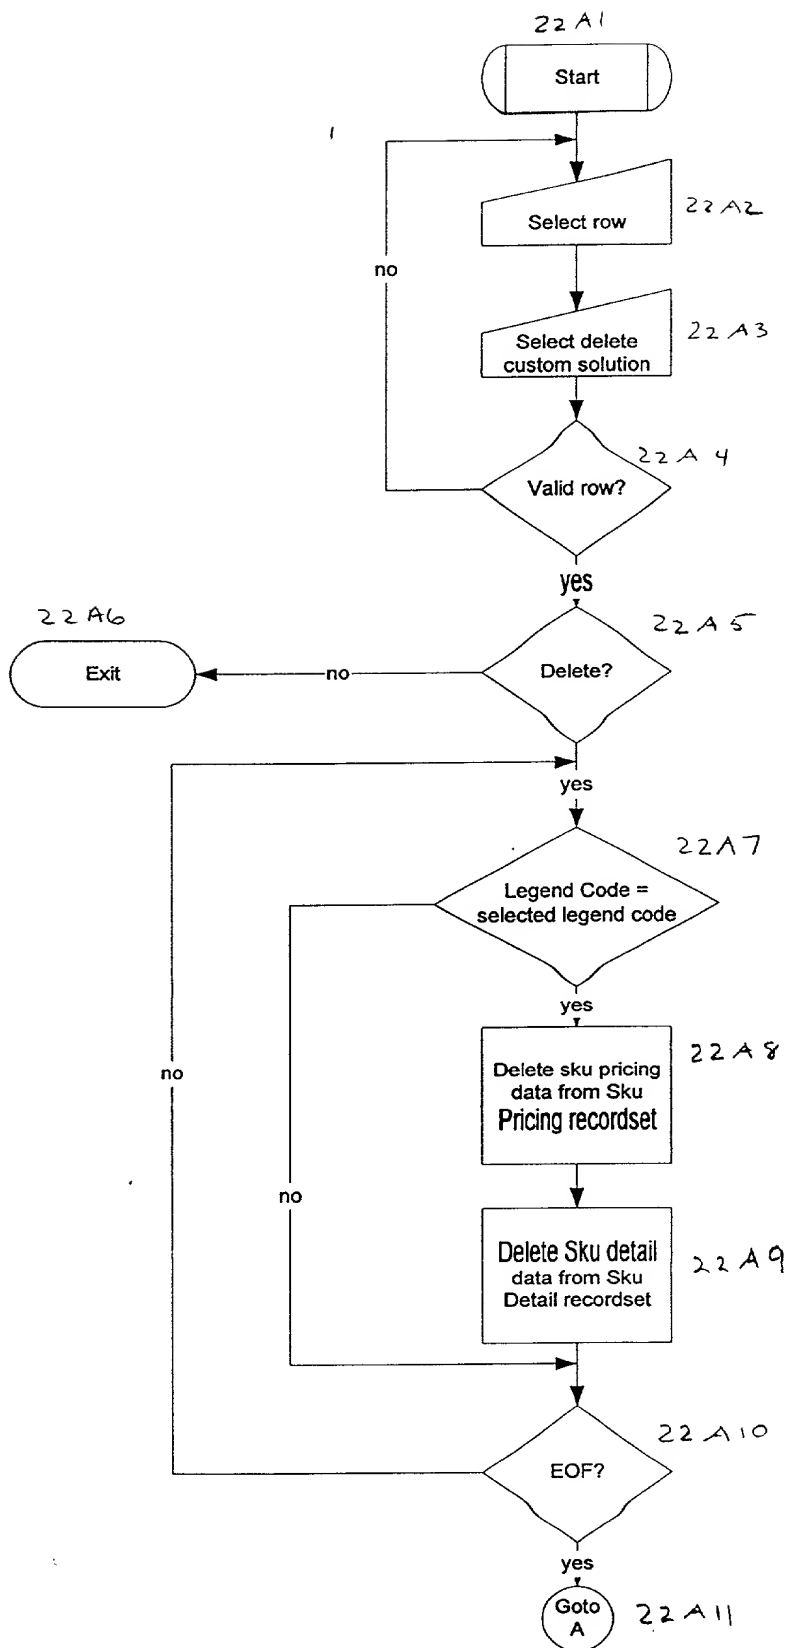 22A1
Start
Select row
22A2
no
Select delete
custom solution
22A3
Valid row?
22A4
yes
22A6
Exit
no
Delete?
22A5
yes
Legend Code =
selected legend code
22A7
yes
Delete sku pricing
data from Sku
Pricing recordset
22A8
no
no
Delete Sku detail
data from Sku
Detail recordset
22A9
EOF?
22A10
yes
Goto
A
22A11